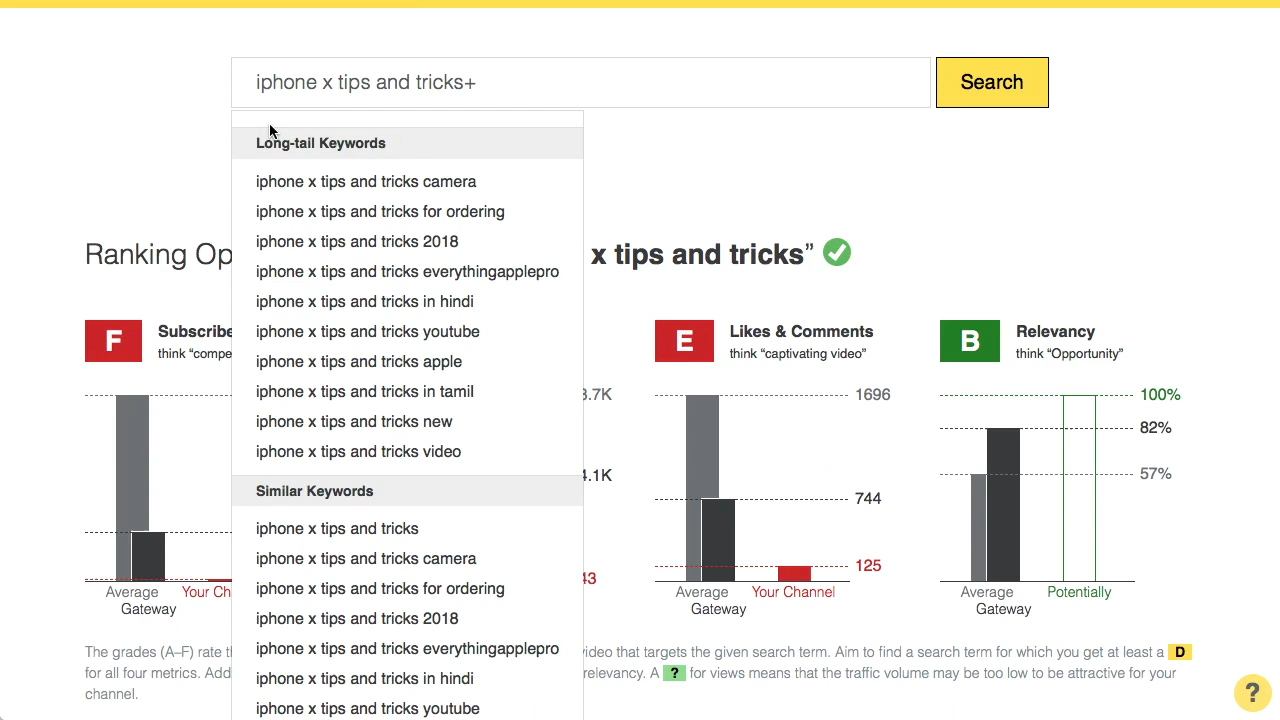 iphone x tips and tricks+
Search
Long-tail Keywords
iphone x tips and tricks camera
iphone x tips and tricks for ordering
iphone x tips and tricks 2018
iphone x tips and tricks everythingapplepro
iphone x tips and tricks in hindi
iphone x tips and tricks youtube
iphone x tips and tricks apple
iphone x tips and tricks in tamil
iphone x tips and tricks new
iphone x tips and tricks video
Similar Keywords
iphone x tips and tricks
iphone x tips and tricks camera
iphone x tips and tricks for ordering
iphone x tips and tricks 2018
iphone x tips and tricks everythingapplepro
iphone x tips and tricks in hindi
iphone x tips and tricks youtube
Ranking Op x tips and tricks”
F
Subscribe
think “compe
Average
Gateway
Your Ch
.7K
.1K
43
E
Likes & Comments
think “captivating video”
1696
744
125
Average
Gateway
Your Channel
B
Relevancy
think “Opportunity”
100%
82%
57%
Average
Gateway
Potentially
The grades (A–F) rate th ideo that targets the given search term. Aim to find a search term for which you get at least a D
for all four metrics. Add relevancy. A ? for views means that the traffic volume may be too low to be attractive for your
channel.
?